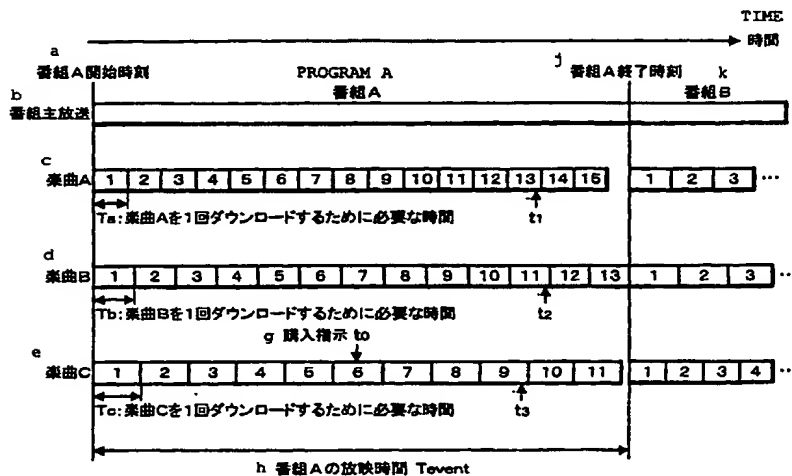 TIME
時間
a
番組A開始時刻
PROGRAM A
番組A
j
番組A終了時刻
k
番組B
b
番組主放送
c
楽曲A 1 2 3 4 5 6 7 8 9 10 11 12 13 14 15 1 2 3 ...
Ta:楽曲Aを1回ダウンロードするために必要な時間
t1
d
楽曲B 1 2 3 4 5 6 7 8 9 10 11 12 13 1 2 3 ..
Tb:楽曲Bを1回ダウンロードするために必要な時間
t2
g 購入指示 to
e
楽曲C 1 2 3 4 5 6 7 8 9 10 11 1 2 3 4 ..
Tc:楽曲Cを1回ダウンロードするために必要な時間
t3
h 番組Aの放映時間 Tevent